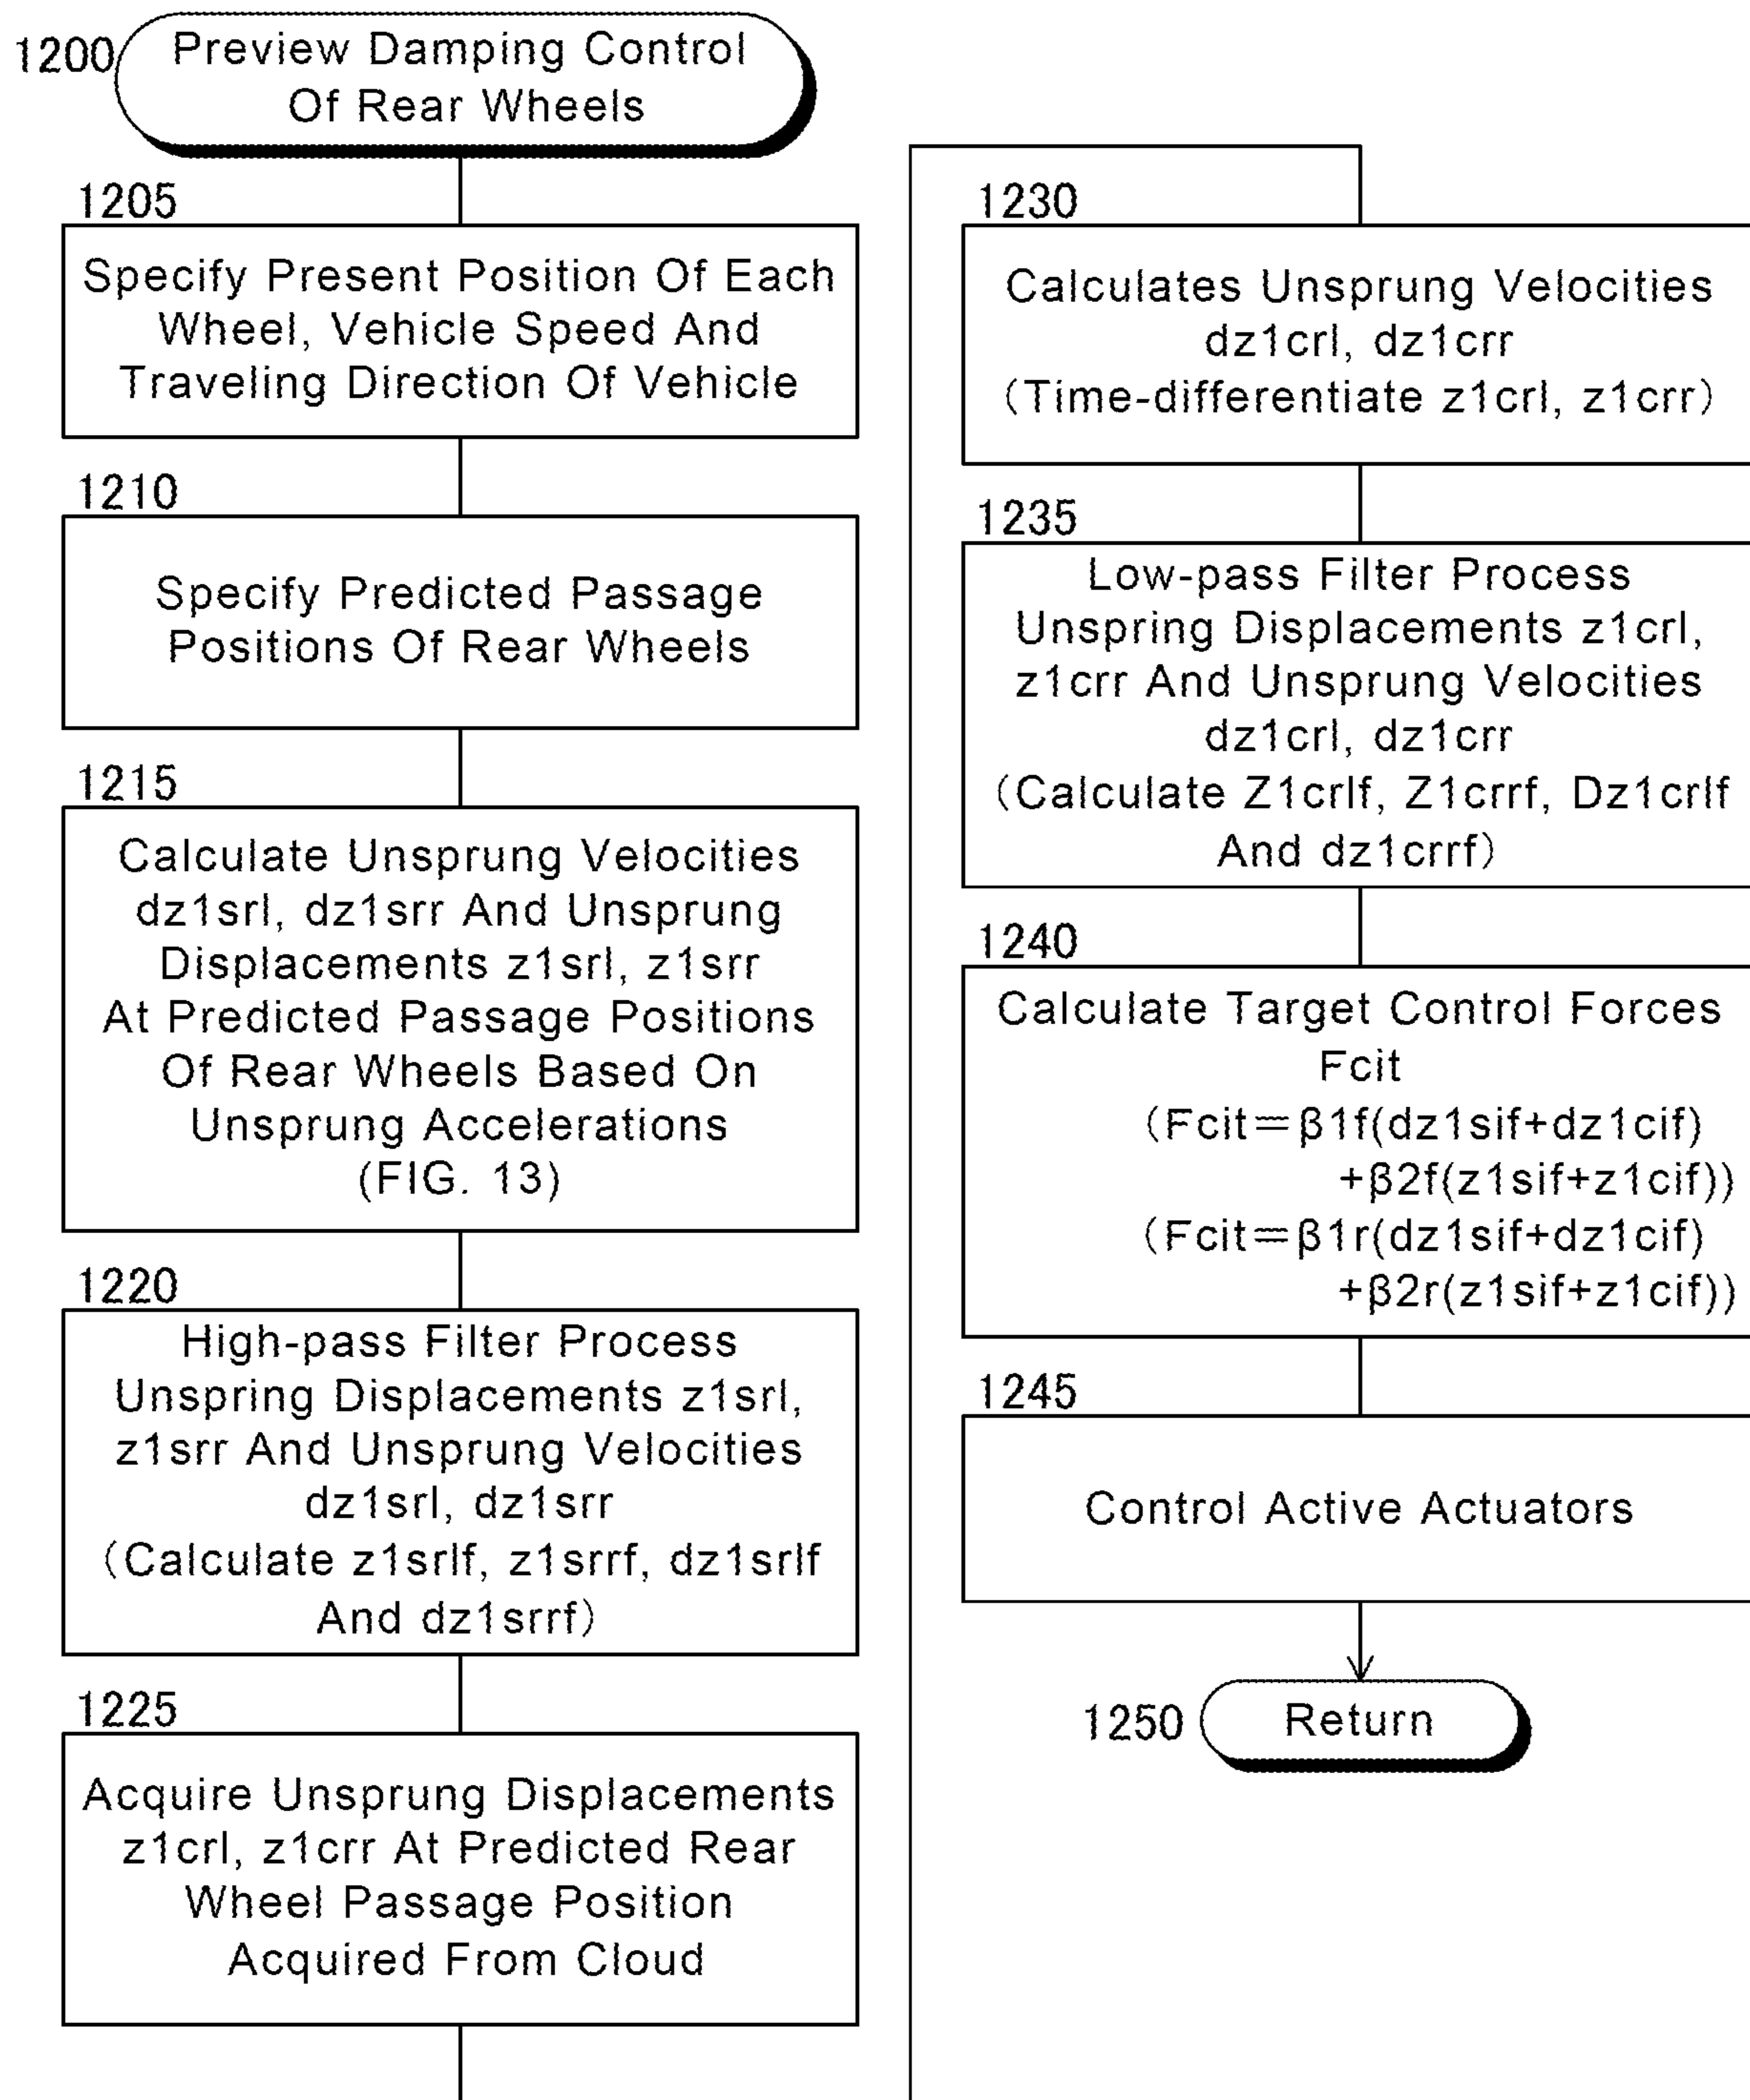 1200
Preview Damping Control
Of Rear Wheels
1205
Specify Present Position Of Each
Wheel, Vehicle Speed And
Traveling Direction Of Vehicle
1210
Specify Predicted Passage
Positions Of Rear Wheels
1215
Calculate Unsprung Velocities
dz1srl, dz1srr And Unsprung
Displacements z1srl, z1srr
At Predicted Passage Positions
Of Rear Wheels Based On
Unsprung Accelerations
(FIG. 13)
1220
High-pass Filter Process
Unspring Displacements z1srl,
z1srr And Unsprung Velocities
dz1srl, dz1srr
(Calculate z1srlf, z1srrf, dz1srlf
And dz1srrf)
1225
Acquire Unsprung Displacements
z1crl, z1crr At Predicted Rear
Wheel Passage Position
Acquired From Cloud
1230
Calculates Unsprung Velocities
dz1crl, dz1crr
(Time-differentiate z1crl, z1crr)
1235
Low-pass Filter Process
Unspring Displacements z1crl,
z1crr And Unsprung Velocities
dz1crl, dz1crr
(Calculate Z1crlf, Z1crrf, Dz1crlf
And dz1crrf)
1240
Calculate Target Control Forces
Fcit
(Fcit=β1f(dz1sif+dz1cif)
+β2f(z1sif+z1cif))
(Fcit=β1r(dz1sif+dz1cif)
+β2r(z1sif+z1cif))
1245
Control Active Actuators
1250
Return